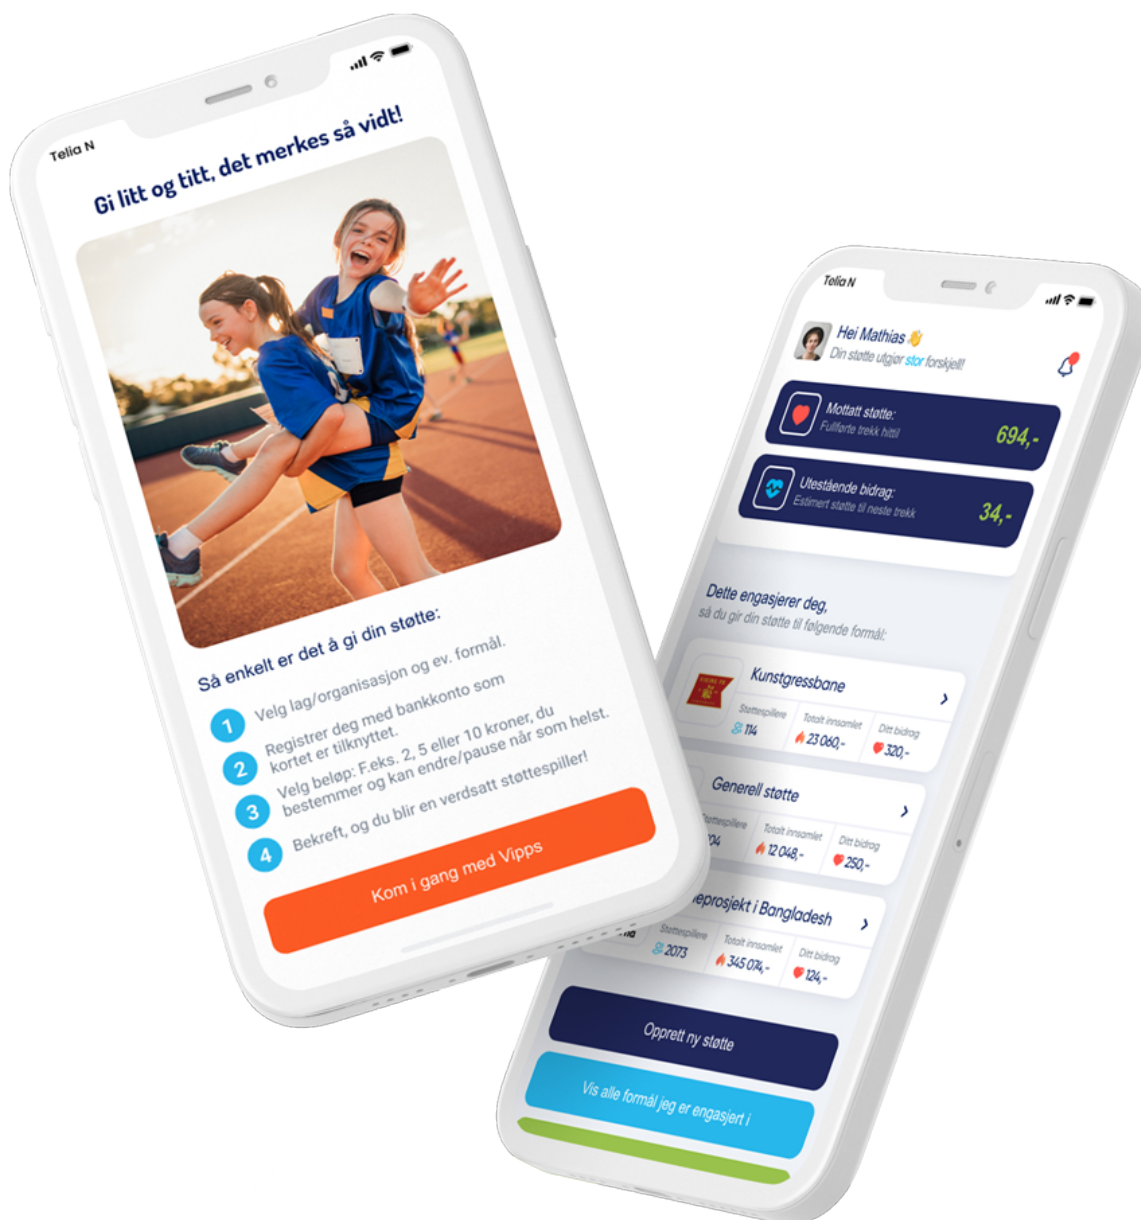 Telia N
Gi litt og titt, det merkes så vidt!
Så enkelt er det å gi din støtte:
1 Velg lag/organisasjon og ev. formål.
2 Registrer deg med bankkonto som
kortet er tilknyttet.
3 Velg beløp: F.eks. 2, 5 eller 10 kroner, du
bestemmer og kan endre/pause når som helst.
4 Bekreft, og du blir en verdsatt støttespiller!
Kom i gang med Vipps
Telia N
Hei Mathias 👋
Din støtte utgjør stor forskjell!
Mottatt støtte:
Fullførte trekk hittil
694,-
Utestående bidrag:
Estimert støtte til neste trekk
34,-
Dette engasjerer deg,
så du gir din støtte til følgende formål:
Kunstgressbane
Støttespillere Totalt innsamlet Ditt bidrag
114 23 060,- 320,-
Generell støtte
Støttespillere Totalt innsamlet Ditt bidrag
04 12 048,- 250,-
eprosjekt i Bangladesh
Støttespillere Totalt innsamlet Ditt bidrag
2073 345 074,- 124,-
Opprett ny støtte
Vis alle formål jeg er engasjert i